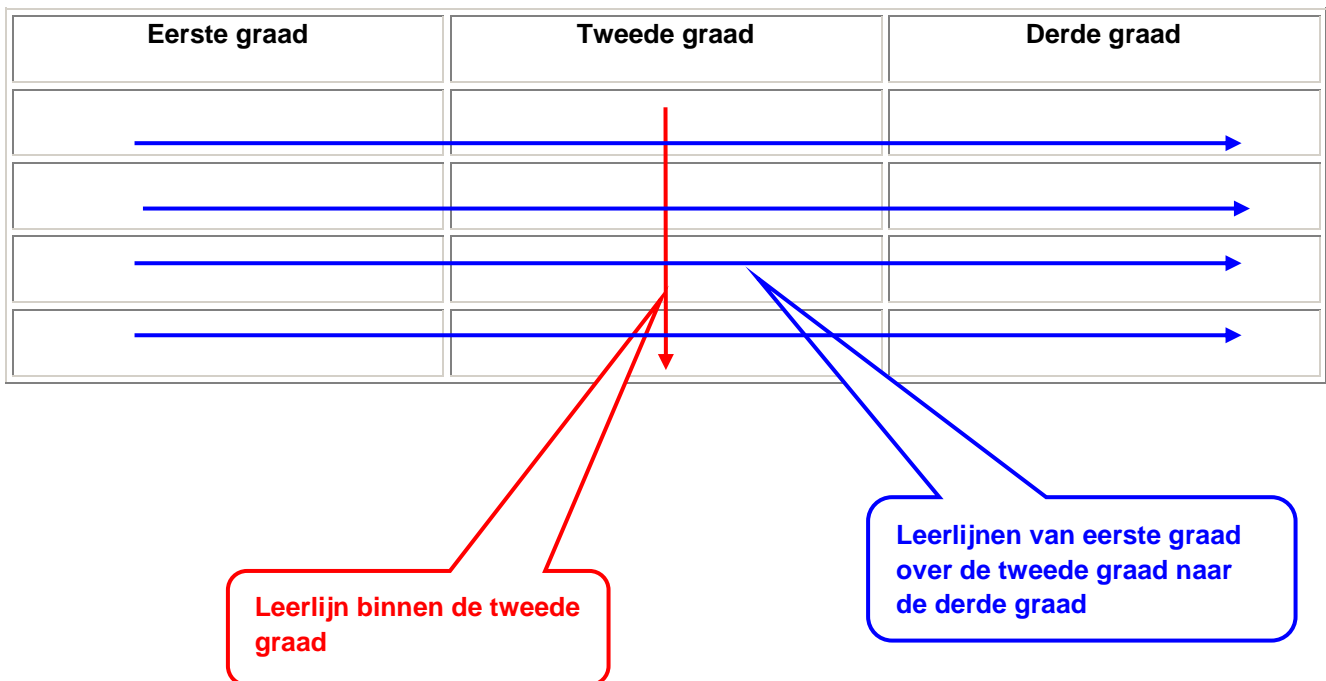 Eerste graad Tweede graad Derde graad
Leerlijnen van eerste graad
over de tweede graad naar
de derde graad
Leerlijn binnen de tweede
graad